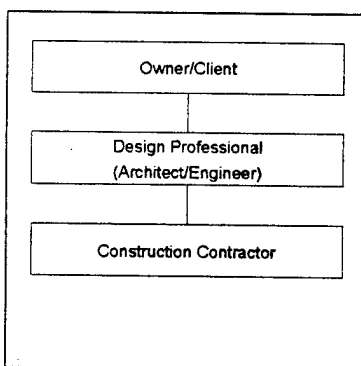 Owner/Client
Design Professional
(Architect/Engineer)
Construction Contractor